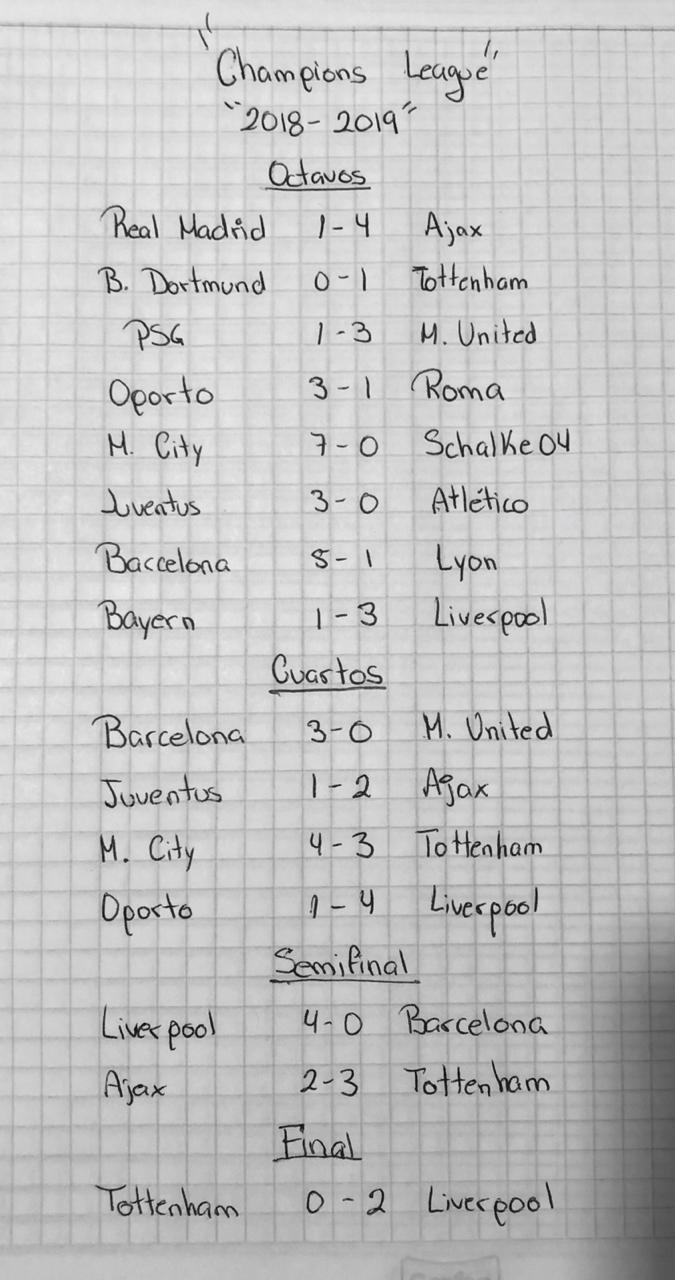 "Champions League"
"2018-2019"
Octavos
Real Madrid 1-4 Ajax
B. Dortmund 0-1 Tottenham
PSG 1-3 M. United
Oporto 3-1 Roma
M. City 7-0 Schalke 04
Juventus 3-0 Atlético
Barcelona 5-1 Lyon
Bayern 1-3 Liverpool
Cuartos
Barcelona 3-0 M. United
Juventus 1-2 Ajax
M. City 4-3 Tottenham
Oporto 1-4 Liverpool
Semifinal
Liverpool 4-0 Barcelona
Ajax 2-3 Tottenham
Final
Tottenham 0-2 Liverpool